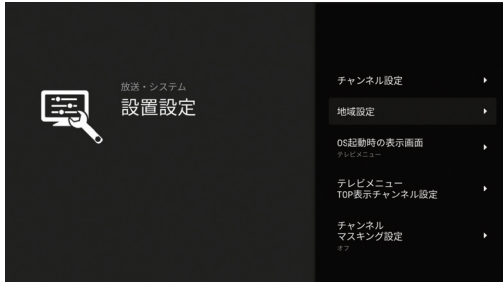 放送・システム
設置設定
チャンネル設定
地域設定
OS起動時の表示画面
テレビメニュー
テレビメニュー
TOP表示チャンネル設定
チャンネル
マスキング設定
オフ